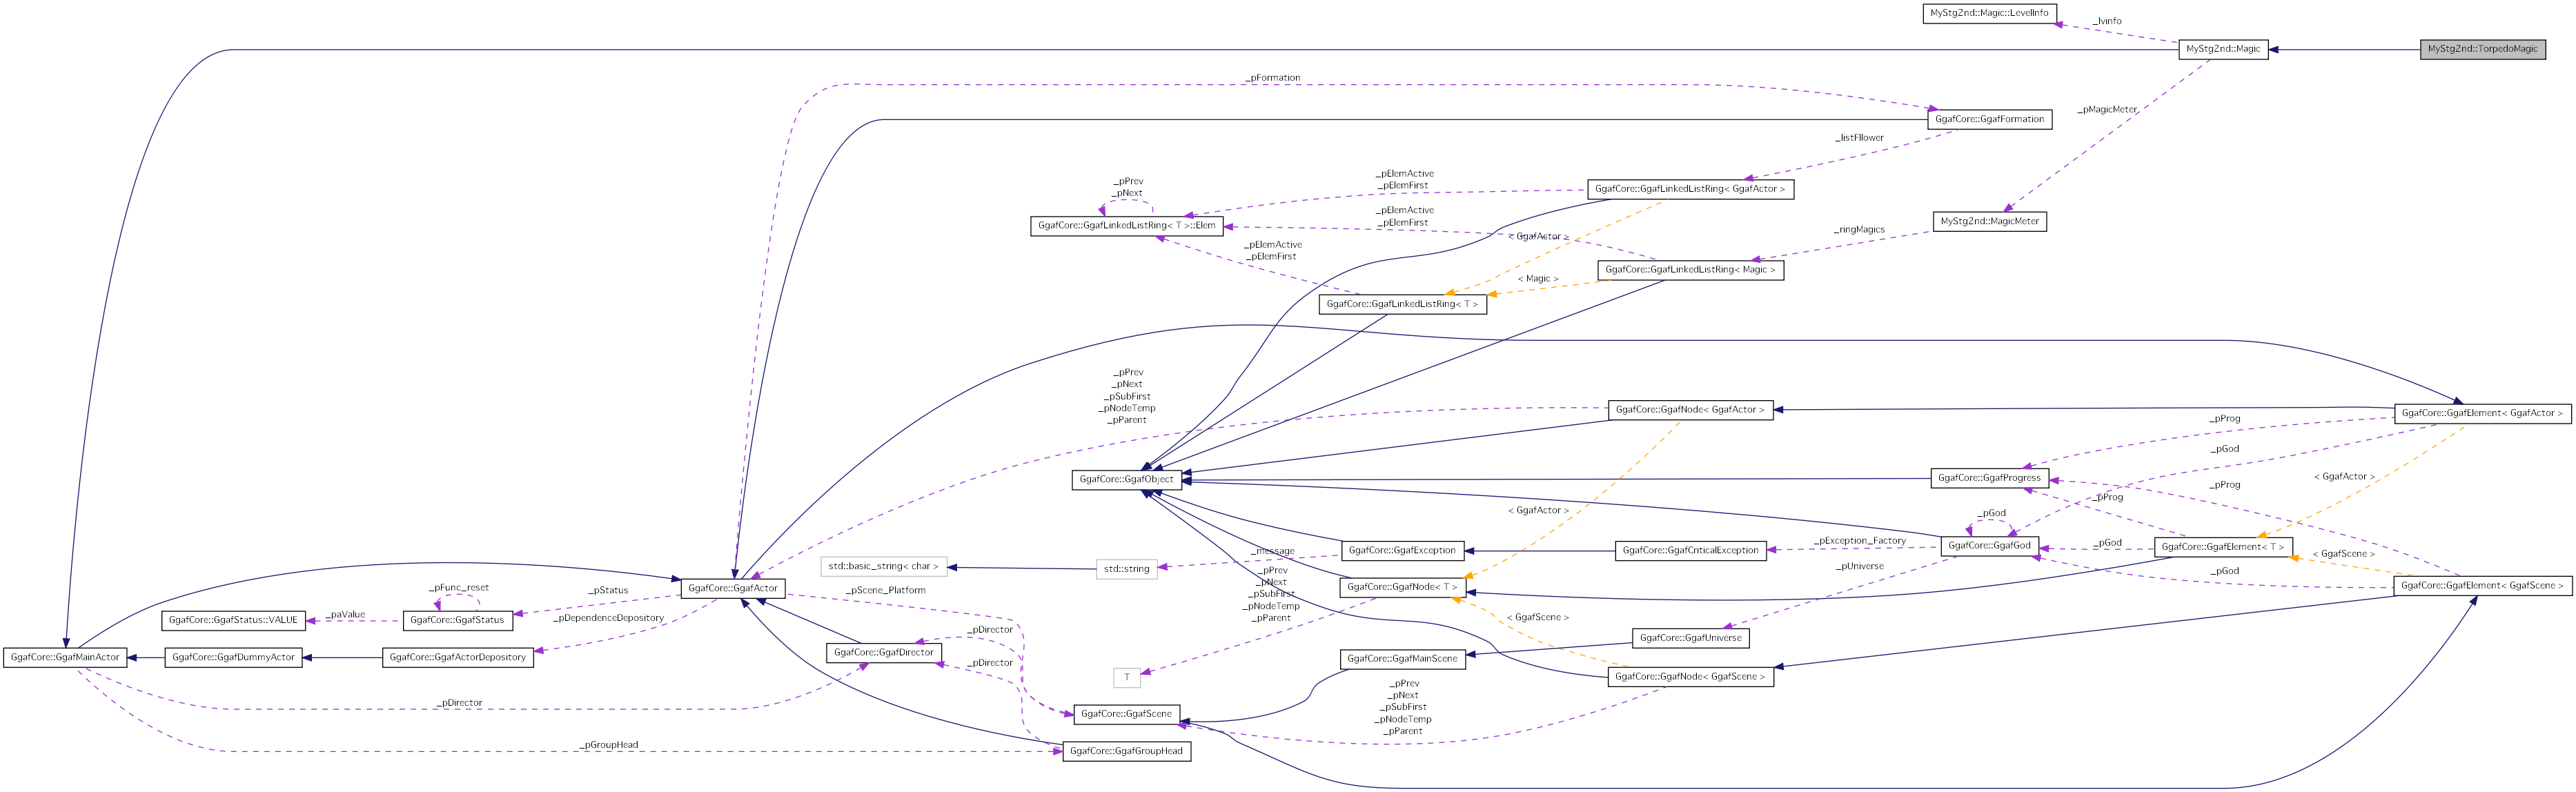 MyStg2nd::Magic::LevelInfo
_lvinfo
MyStg2nd::Magic
MyStg2nd::TorpedoMagic
_pFormation
_pMagicMeter
GgafCore::GgafFormation
_listFllower
_pElemActive
_pElemFirst
_pPrev
_pNext
GgafCore::GgafLinkedListRing< GgafActor >
_pElemActive
_pElemFirst
GgafCore::GgafLinkedListRing< T >::Elem
MyStg2nd::MagicMeter
_ringMagics
< GgafActor >
_pElemActive
_pElemFirst
GgafCore::GgafLinkedListRing< Magic >
< Magic >
GgafCore::GgafLinkedListRing< T >
_pPrev
_pNext
_pSubFirst
_pNodeTemp
_pParent
GgafCore::GgafNode< GgafActor >
GgafCore::GgafElement< GgafActor >
_pProg
_pGod
GgafCore::GgafObject
GgafCore::GgafProgress
< GgafActor >
_pProg
_pProg
< GgafActor >
_pGod
_pException_Factory
GgafCore::GgafGod
_pGod
GgafCore::GgafElement< T >
_message
GgafCore::GgafException
GgafCore::GgafCriticalException
< GgafScene >
std::basic_string< char >
std::string
_pUniverse
_pGod
GgafCore::GgafElement< GgafScene >
_pPrev
_pNext
_pSubFirst
_pNodeTemp
_pParent
GgafCore::GgafNode< T >
_pFunc_reset
_pStatus
GgafCore::GgafActor
_pScene_Platform
_paValue
GgafCore::GgafStatus::VALUE
GgafCore::GgafStatus
_pDependenceDepository
< GgafScene >
_pDirector
GgafCore::GgafUniverse
GgafCore::GgafMainActor
GgafCore::GgafDummyActor
GgafCore::GgafActorDepository
GgafCore::GgafDirector
_pDirector
GgafCore::GgafMainScene
T
GgafCore::GgafNode< GgafScene >
_pPrev
_pNext
_pSubFirst
_pNodeTemp
_pParent
_pDirector
GgafCore::GgafScene
_pGroupHead
GgafCore::GgafGroupHead